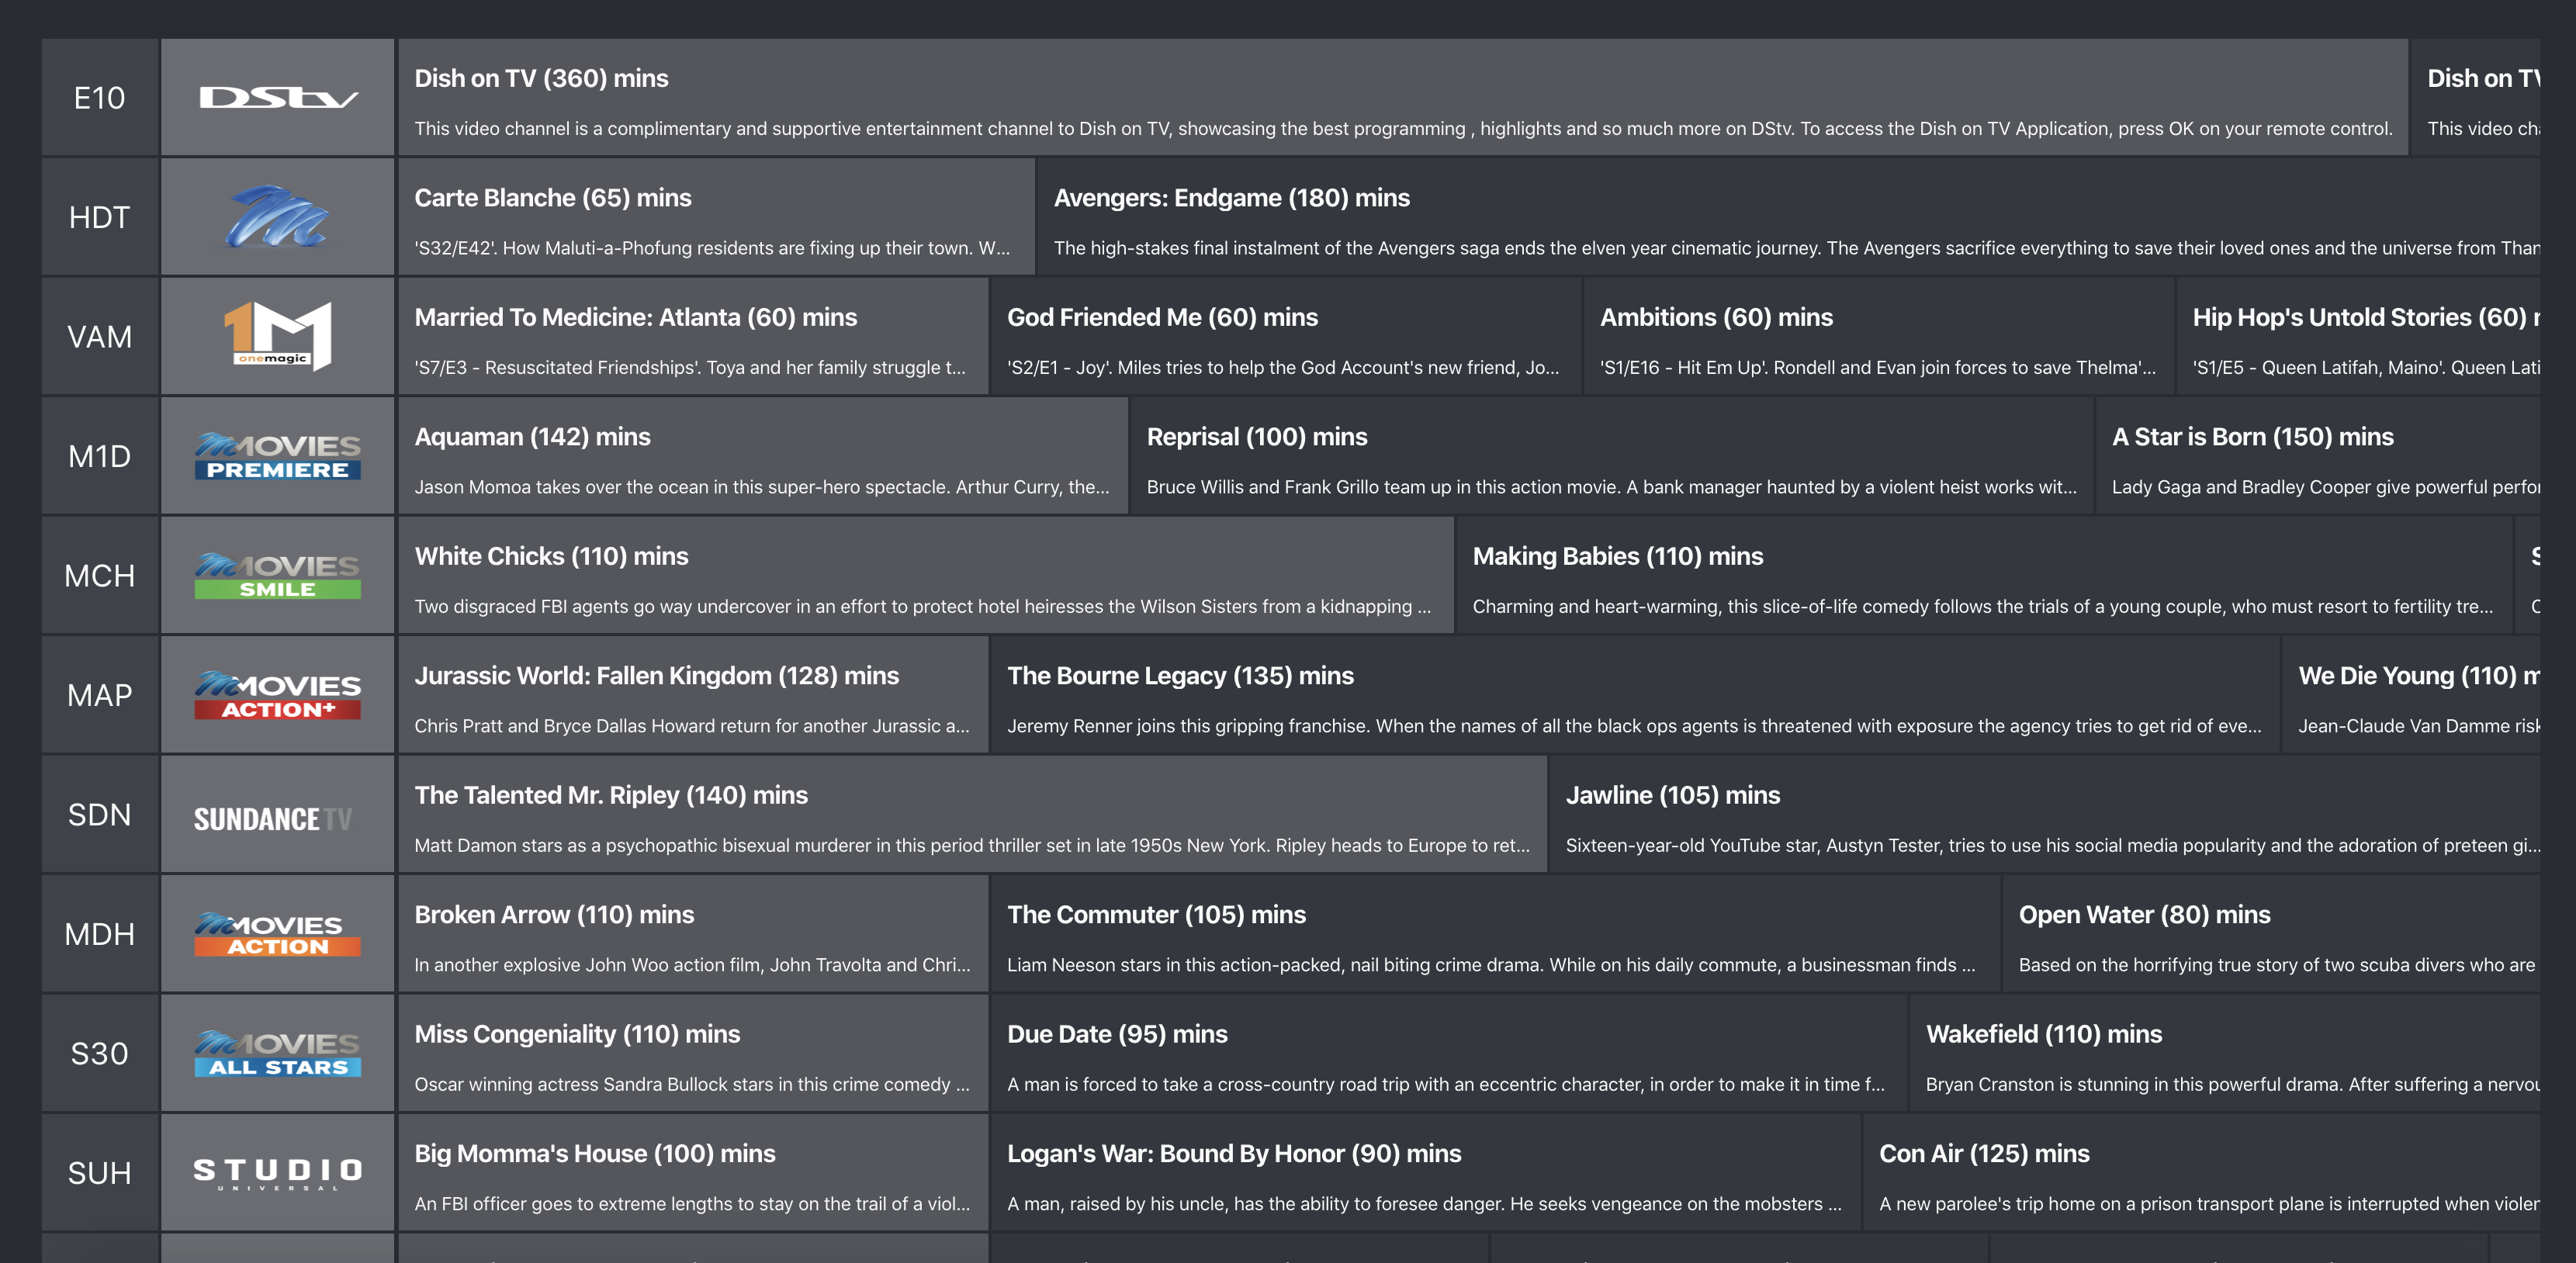 E10
DStv
Dish on TV (360) mins
This video channel is a complimentary and supportive entertainment channel to Dish on TV, showcasing the best programming , highlights and so much more on DStv. To access the Dish on TV Application, press OK on your remote control.
Dish on TV
This video cha
HDT
Carte Blanche (65) mins
'S32/E42'. How Maluti-a-Phofung residents are fixing up their town. W...
Avengers: Endgame (180) mins
The high-stakes final instalment of the Avengers saga ends the elven year cinematic journey. The Avengers sacrifice everything to save their loved ones and the universe from Than
VAM
1M
onemagic
Married To Medicine: Atlanta (60) mins
'S7/E3 - Resuscitated Friendships'. Toya and her family struggle t...
God Friended Me (60) mins
'S2/E1 - Joy'. Miles tries to help the God Account's new friend, Jo...
Ambitions (60) mins
'S1/E16 - Hit Em Up'. Rondell and Evan join forces to save Thelma'...
Hip Hop's Untold Stories (60)
'S1/E5 - Queen Latifah, Maino'. Queen Lati
M1D
MOVIES
PREMIERE
Aquaman (142) mins
Jason Momoa takes over the ocean in this super-hero spectacle. Arthur Curry, the...
Reprisal (100) mins
Bruce Willis and Frank Grillo team up in this action movie. A bank manager haunted by a violent heist works wit...
A Star is Born (150) mins
Lady Gaga and Bradley Cooper give powerful perfor
MCH
MOVIES
SMILE
White Chicks (110) mins
Two disgraced FBI agents go way undercover in an effort to protect hotel heiresses the Wilson Sisters from a kidnapping ...
Making Babies (110) mins
Charming and heart-warming, this slice-of-life comedy follows the trials of a young couple, who must resort to fertility tre...
MAP
MOVIES
ACTION+
Jurassic World: Fallen Kingdom (128) mins
Chris Pratt and Bryce Dallas Howard return for another Jurassic a...
The Bourne Legacy (135) mins
Jeremy Renner joins this gripping franchise. When the names of all the black ops agents is threatened with exposure the agency tries to get rid of eve...
We Die Young (110) m
Jean-Claude Van Damme risk
SDN
SUNDANCE TV
The Talented Mr. Ripley (140) mins
Matt Damon stars as a psychopathic bisexual murderer in this period thriller set in late 1950s New York. Ripley heads to Europe to ret...
Jawline (105) mins
Sixteen-year-old YouTube star, Austyn Tester, tries to use his social media popularity and the adoration of preteen gi...
MDH
MOVIES
ACTION
Broken Arrow (110) mins
In another explosive John Woo action film, John Travolta and Chri...
The Commuter (105) mins
Liam Neeson stars in this action-packed, nail biting crime drama. While on his daily commute, a businessman finds ...
Open Water (80) mins
Based on the horrifying true story of two scuba divers who are
S30
MOVIES
ALL STARS
Miss Congeniality (110) mins
Oscar winning actress Sandra Bullock stars in this crime comedy ...
Due Date (95) mins
A man is forced to take a cross-country road trip with an eccentric character, in order to make it in time f...
Wakefield (110) mins
Bryan Cranston is stunning in this powerful drama. After suffering a nervou
SUH
STUDIO
UNIVERSAL
Big Momma's House (100) mins
An FBI officer goes to extreme lengths to stay on the trail of a viol...
Logan's War: Bound By Honor (90) mins
A man, raised by his uncle, has the ability to foresee danger. He seeks vengeance on the mobsters ...
Con Air (125) mins
A new parolee's trip home on a prison transport plane is interrupted when violen